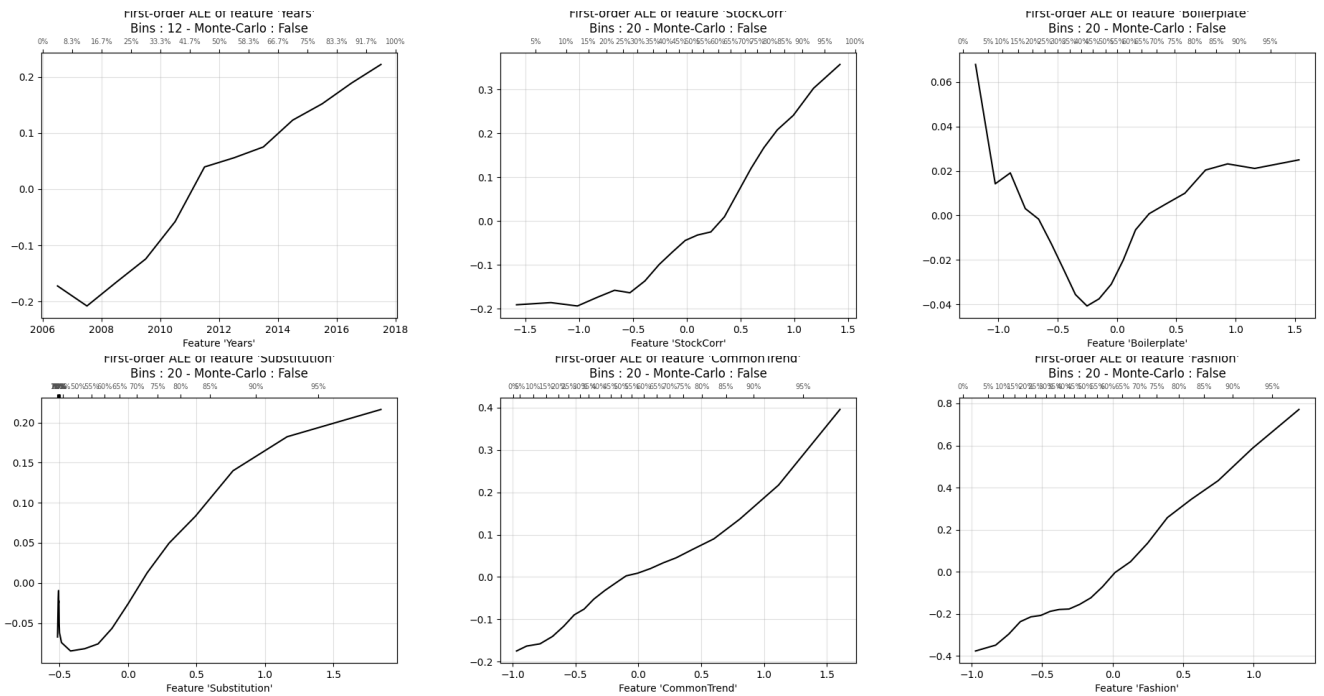 First-order ALE of feature 'Years'
Bins : 12 - Monte-Carlo : False
0% 8.3% 16.7% 25% 33.3% 41.7% 50% 58.3% 66.7% 75% 83.3% 91.7% 100%
0.2
0.1
0.0
−0.1
−0.2
2006 2008 2010 2012 2014 2016 2018
Feature 'Years'
First-order ALE of feature 'StockCorr'
Bins : 20 - Monte-Carlo : False
5% 10% 15% 20% 25% 30% 35% 40% 45% 50% 55% 60% 65% 70% 75% 80% 85% 90% 95% 100%
0.3
0.2
0.1
0.0
−0.1
−0.2
−1.5 −1.0 −0.5 0.0 0.5 1.0 1.5
Feature 'StockCorr'
First-order ALE of feature 'Boilerplate'
Bins : 20 - Monte-Carlo : False
0% 5% 10% 15% 20% 25% 30% 35% 40% 45% 50% 55% 60% 65% 70% 75% 80% 85% 90% 95%
0.06
0.04
0.02
0.00
−0.02
−0.04
−1.0 −0.5 0.0 0.5 1.0 1.5
Feature 'Boilerplate'
First-order ALE of feature 'Substitution'
Bins : 20 - Monte-Carlo : False
50% 55% 60% 65% 70% 75% 80% 85% 90% 95%
0.20
0.15
0.10
0.05
0.00
−0.05
−0.5 0.0 0.5 1.0 1.5
Feature 'Substitution'
First-order ALE of feature 'CommonTrend'
Bins : 20 - Monte-Carlo : False
0% 5% 10% 15% 20% 25% 30% 35% 40% 45% 50% 55% 60% 65% 70% 75% 80% 85% 90% 95%
0.4
0.3
0.2
0.1
0.0
−0.1
−0.2
−1.0 −0.5 0.0 0.5 1.0 1.5
Feature 'CommonTrend'
First-order ALE of feature 'Fashion'
Bins : 20 - Monte-Carlo : False
0% 5% 10% 15% 20% 25% 30% 35% 40% 45% 50% 55% 60% 65% 70% 75% 80% 85% 90% 95%
0.8
0.6
0.4
0.2
0.0
−0.2
−0.4
−1.0 −0.5 0.0 0.5 1.0
Feature 'Fashion'